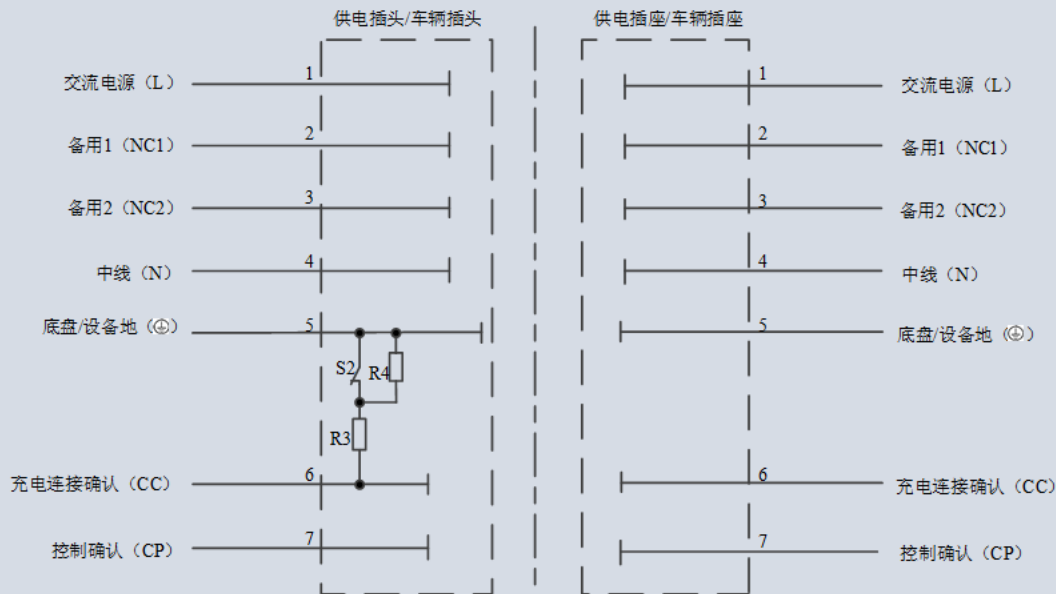 供电插头/车辆插头 供电插座/车辆插座
交流电源（L） 1 1 交流电源（L）
备用1（NC1） 2 2 备用1（NC1）
备用2（NC2） 3 3 备用2（NC2）
中线（N） 4 4 中线（N）
底盘/设备地（⏚） 5 5 底盘/设备地（⏚）
S2 R4
R3
充电连接确认（CC） 6 6 充电连接确认（CC）
控制确认（CP） 7 7 控制确认（CP）